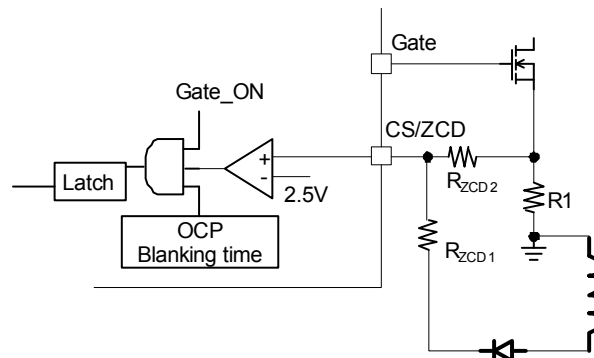 Gate
Gate_ON
CS/ZCD
+
-
2.5V
Latch
RZCD2
R1
OCP
Blanking time
RZCD1